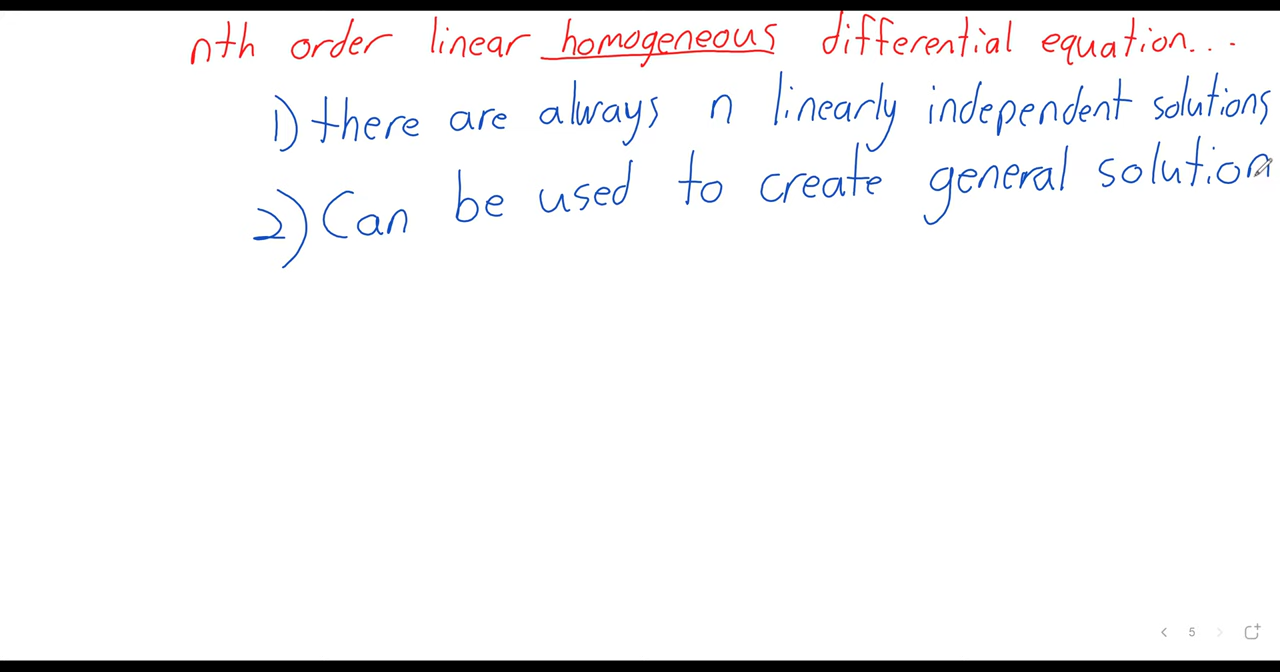 nth order linear homogeneous differential equation...
1) there are always n linearly independent solutions
2) Can be used to create general solution
5